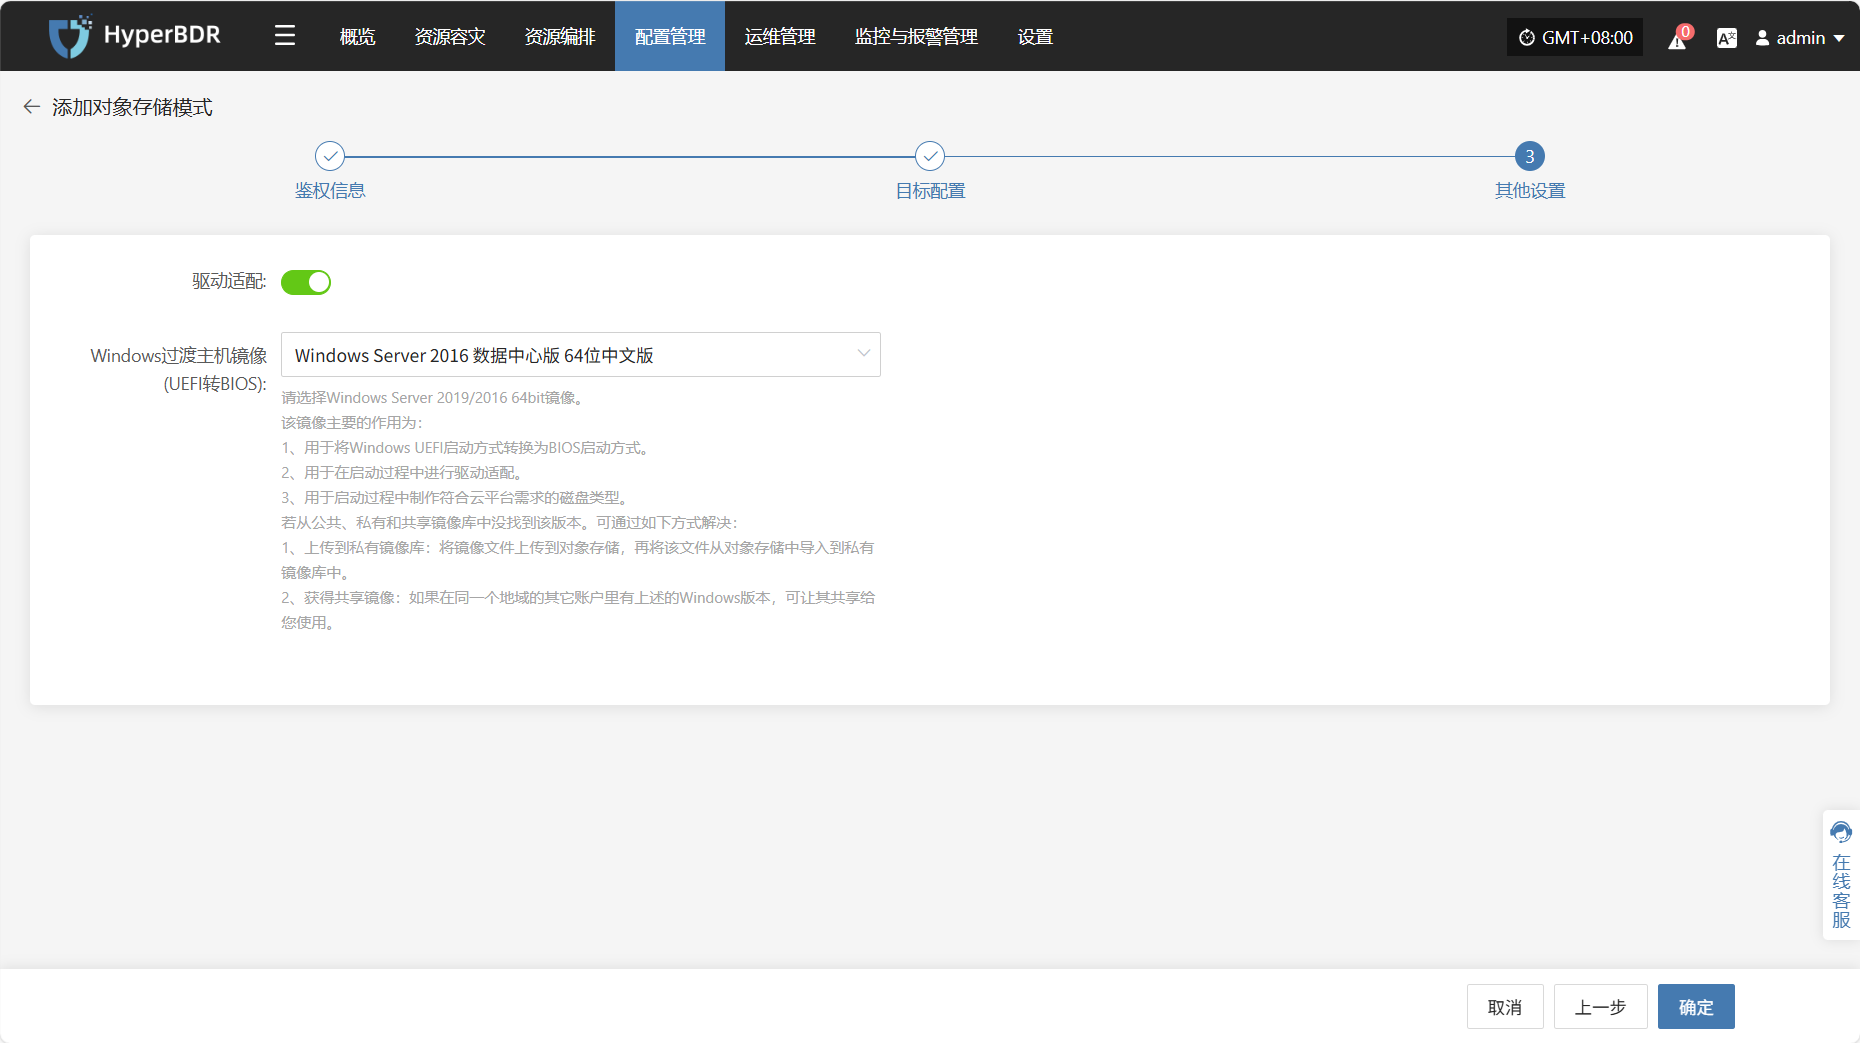 HyperBDR
概览
资源容灾
资源编排
配置管理
运维管理
监控与报警管理
设置
GMT+08:00
0
admin
添加对象存储模式
3
鉴权信息
目标配置
其他设置
驱动适配:
Windows过渡主机镜像
(UEFI转BIOS):
Windows Server 2016 数据中心版 64位中文版
请选择Windows Server 2019/2016 64bit镜像。
该镜像主要的作用为：
1、用于将Windows UEFI启动方式转换为BIOS启动方式。
2、用于在启动过程中进行驱动适配。
3、用于启动过程中制作符合云平台需求的磁盘类型。
若从公共、私有和共享镜像库中没找到该版本。可通过如下方式解决：
1、上传到私有镜像库：将镜像文件上传到对象存储，再将该文件从对象存储中导入到私有
镜像库中。
2、获得共享镜像：如果在同一个地域的其它账户里有上述的Windows版本，可让其共享给
您使用。
在线客服
取消
上一步
确定